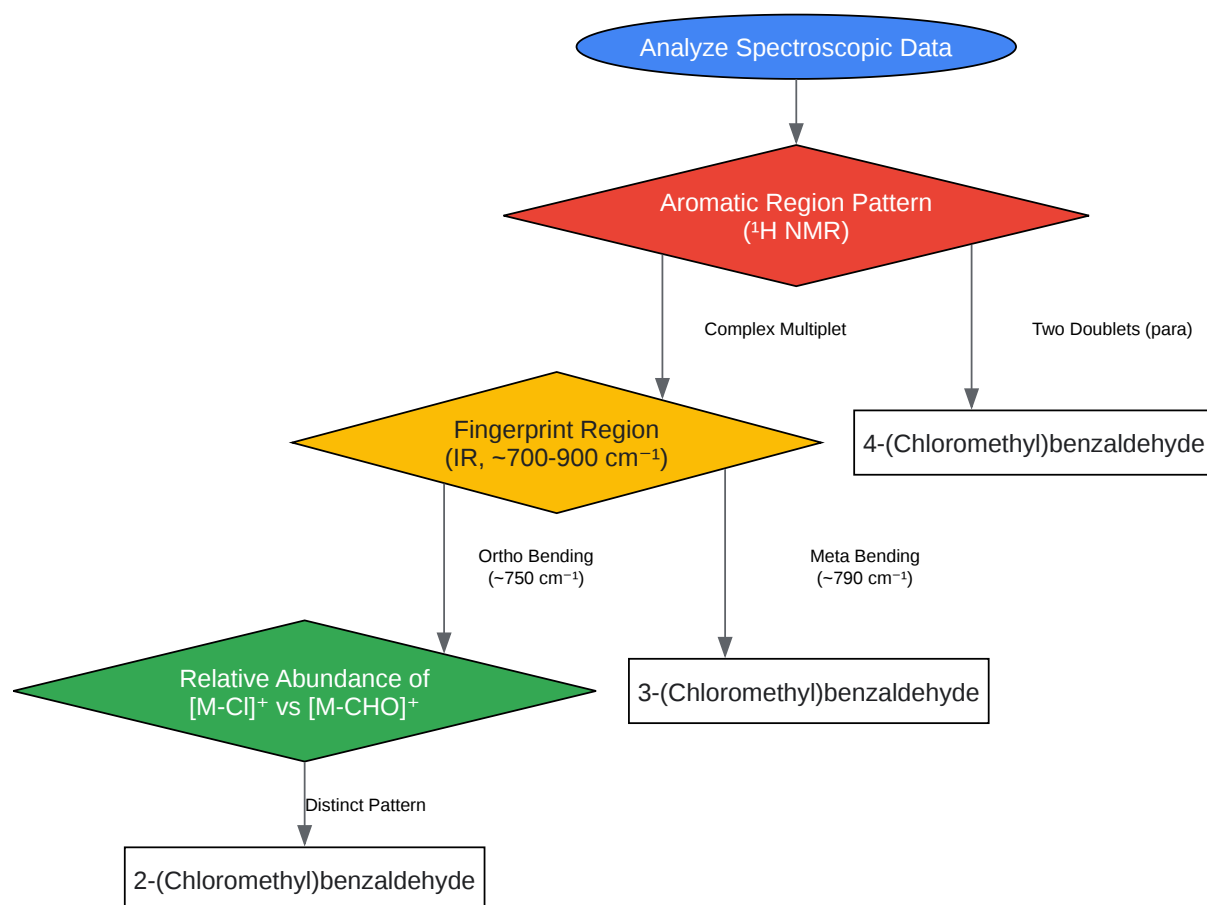 Analyze Spectroscopic Data
Aromatic Region Pattern
(¹H NMR)
Complex Multiplet
Two Doublets (para)
Fingerprint Region
(IR, ~700-900 cm⁻¹)
4-(Chloromethyl)benzaldehyde
Ortho Bending
(~750 cm⁻¹)
Meta Bending
(~790 cm⁻¹)
Relative Abundance of
[M-Cl]⁺ vs [M-CHO]⁺
3-(Chloromethyl)benzaldehyde
Distinct Pattern
2-(Chloromethyl)benzaldehyde